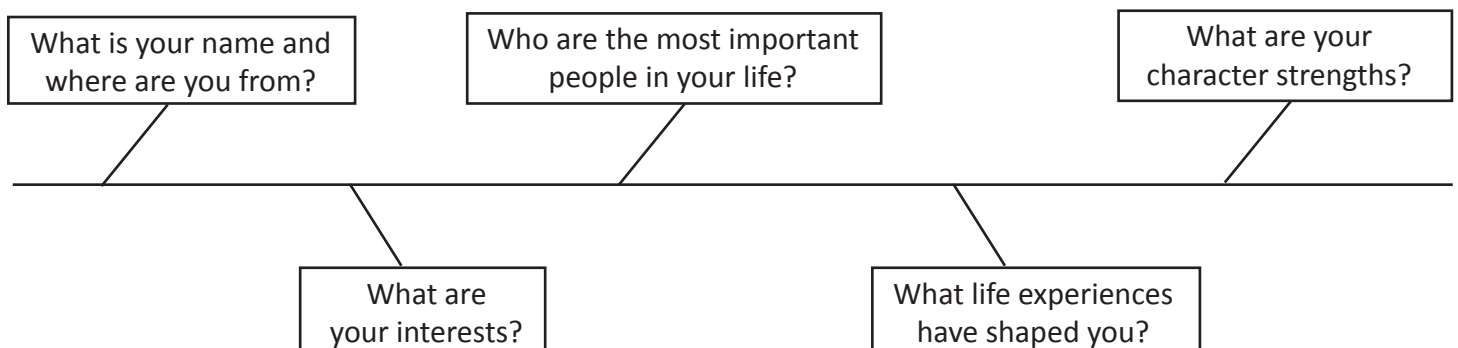 What is your name and
where are you from?
What are
your interests?
Who are the most important
people in your life?
What life experiences
have shaped you?
What are your
character strengths?